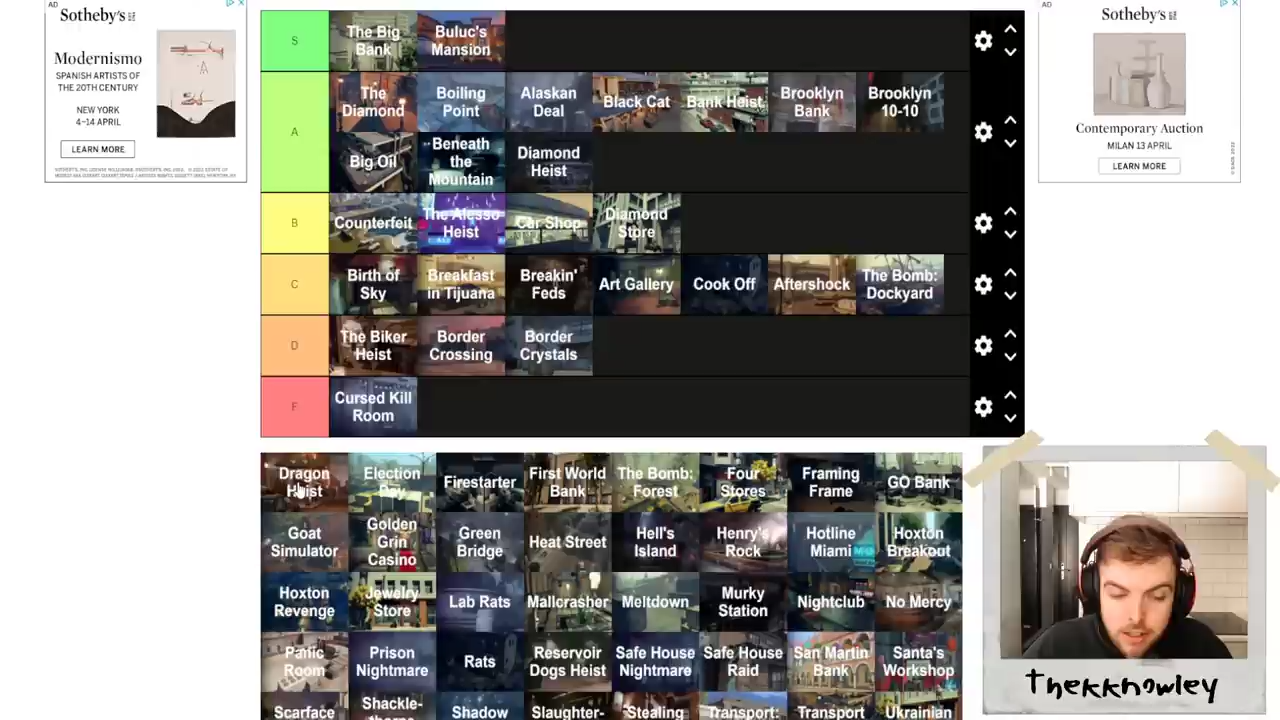 AD
Sotheby's
Modernismo
SPANISH ARTISTS OF
THE 20TH CENTURY
NEW YORK
4–14 APRIL
LEARN MORE
S
The Big
Bank
Buluc's
Mansion
A
The
Diamond
Boiling
Point
Alaskan
Deal
Black Cat
Bank Heist
Brooklyn
Bank
Brooklyn
10-10
Big Oil
Beneath
the
Mountain
Diamond
Heist
B
Counterfeit
The Alesso
Heist
Car Shop
Diamond
Store
C
Birth of
Sky
Breakfast
in Tijuana
Breakin'
Feds
Art Gallery
Cook Off
Aftershock
The Bomb:
Dockyard
D
The Biker
Heist
Border
Crossing
Border
Crystals
F
Cursed Kill
Room
AD
Sotheby's
Contemporary Auction
MILAN 13 APRIL
LEARN MORE
Dragon
Heist
Election
Day
Firestarter
First World
Bank
The Bomb:
Forest
Four
Stores
Framing
Frame
GO Bank
Goat
Simulator
Golden
Grin
Casino
Green
Bridge
Heat Street
Hell's
Island
Henry's
Rock
Hotline
Miami
Hoxton
Breakout
Hoxton
Revenge
Jewelry
Store
Lab Rats
Mallcrasher
Meltdown
Murky
Station
Nightclub
No Mercy
Panic
Room
Prison
Nightmare
Rats
Reservoir
Dogs Heist
Safe House
Nightmare
Safe House
Raid
San Martin
Bank
Santa's
Workshop
Scarface
Shackle-
Shadow
Slaughter-
Stealing
Transport:
Transport
Ukrainian
Thekknowley